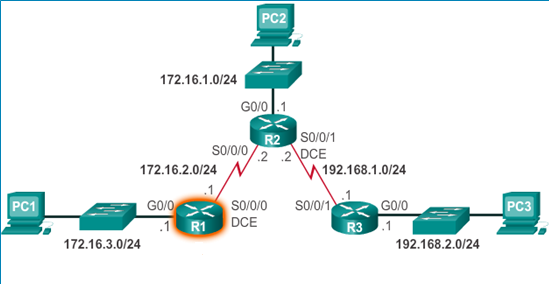 PC2
172.16.1.0/24
G0/0 .1
R2
S0/0/0 S0/0/1
.2 .2 DCE
172.16.2.0/24 192.168.1.0/24
.1 .1
PC1 G0/0 S0/0/0 S0/0/1 G0/0 PC3
.1 R1 DCE R3 .1
172.16.3.0/24 192.168.2.0/24